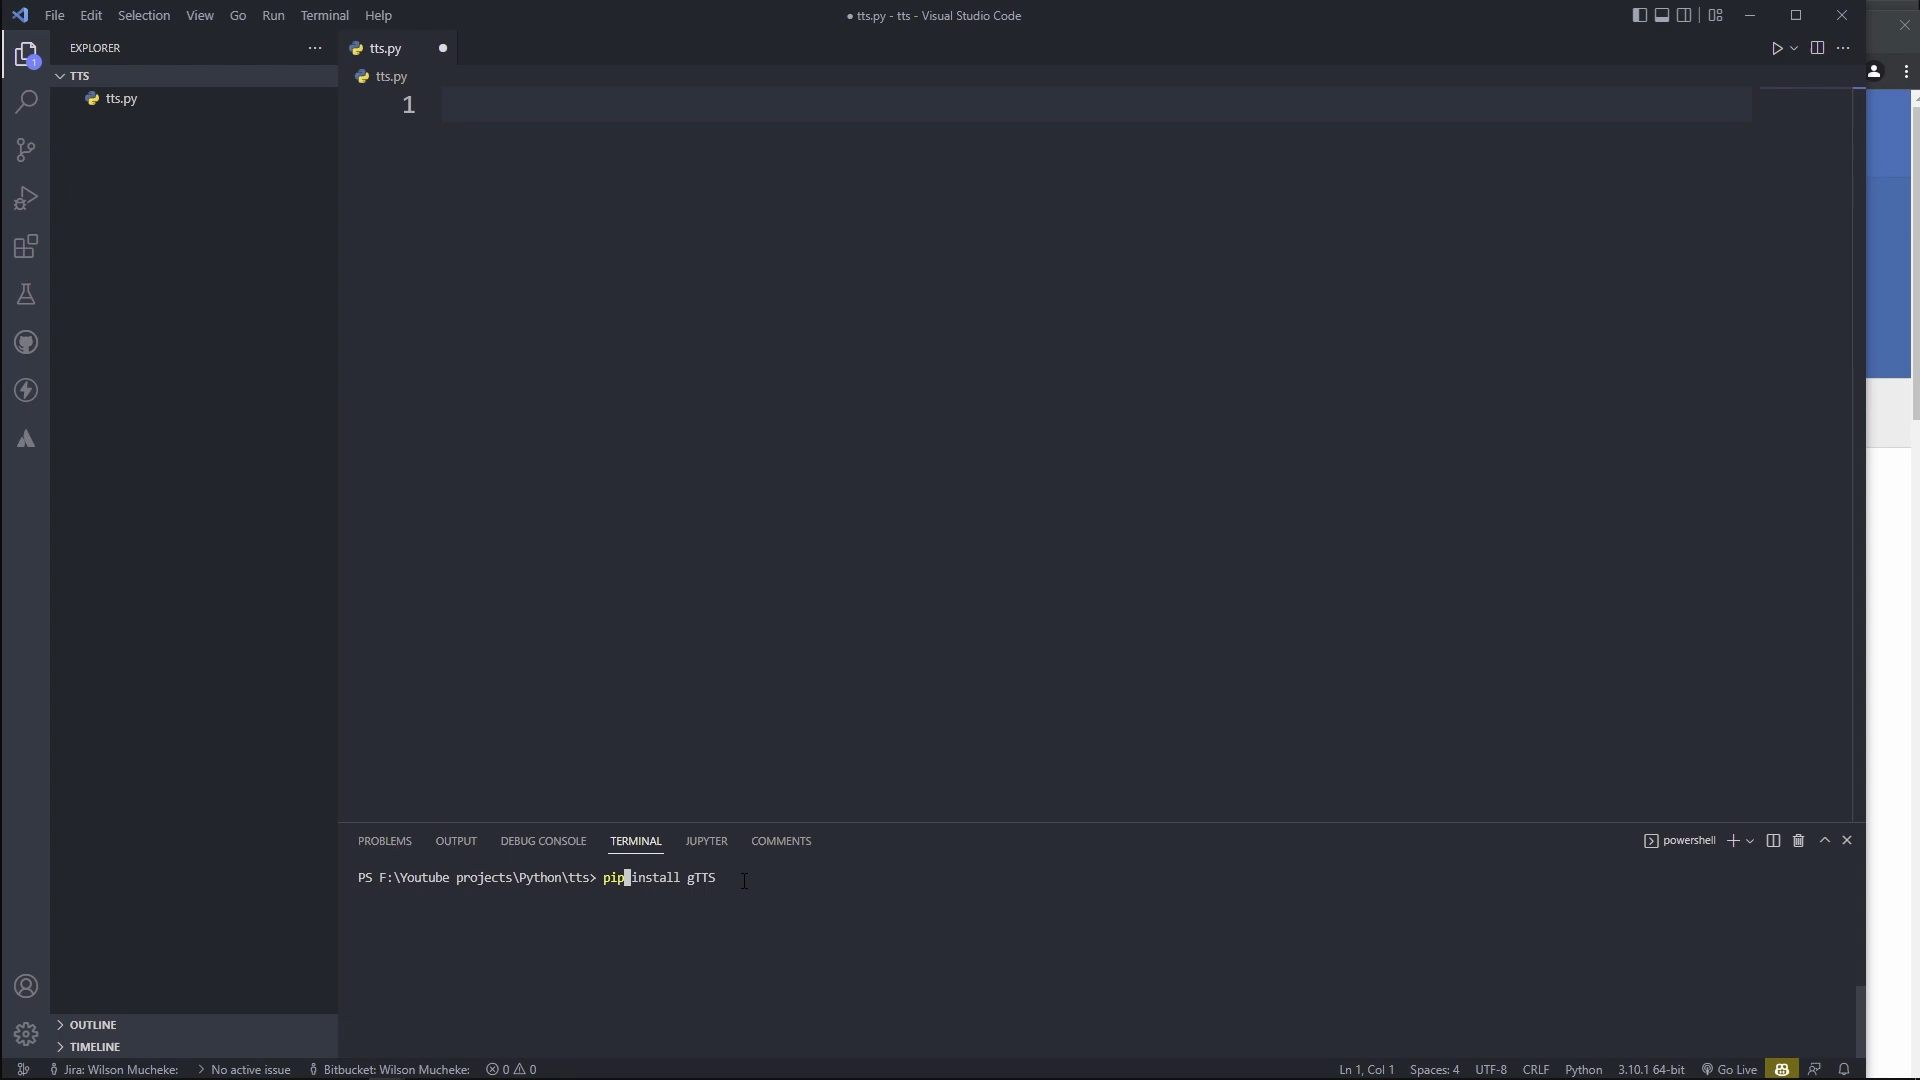 File Edit Selection View Go Run Terminal Help
● tts.py - tts - Visual Studio Code
EXPLORER
tts.py
TTS
tts.py
tts.py
1
1
PROBLEMS OUTPUT DEBUG CONSOLE TERMINAL JUPYTER COMMENTS
powershell
PS F:\Youtube projects\Python\tts> pip install gTTS
OUTLINE
TIMELINE
Jira: Wilson Mucheke: No active issue Bitbucket: Wilson Mucheke: 0 0
Ln 1, Col 1 Spaces: 4 UTF-8 CRLF Python 3.10.1 64-bit Go Live